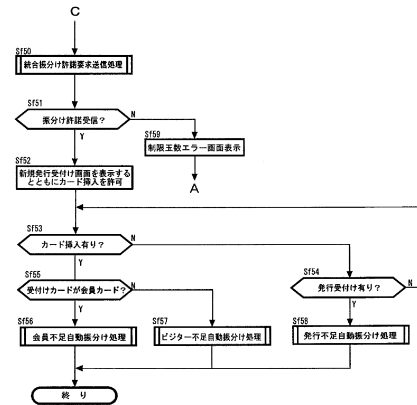 C
Sf50
統合振分け許諾要求送信処理
Sf51
振分け許諾受信？
N
Y
Sf59
制限玉数エラー画面表示
A
Sf52
新規発行受付け画面を表示する
とともにカード挿入を許可
Sf53
カード挿入有り？
N
Y
Sf54
発行受付け有り？
N
Y
Sf55
受付けカードが会員カード？
N
Y
Sf56
会員不足自動振分け処理
Sf57
ビジター不足自動振分け処理
Sf58
発行不足自動振分け処理
終 り